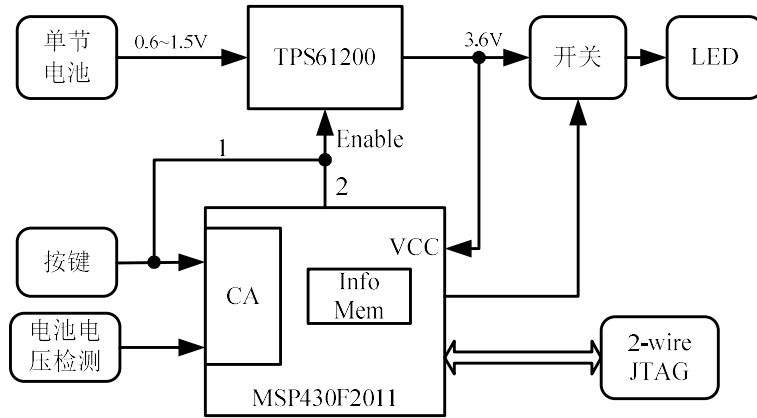 单节
电池
0.6~1.5V
TPS61200
3.6V
开关
LED
1
Enable
2
按键
CA
VCC
Info
Mem
电池电
压检测
2-wire
JTAG
MSP430F2011